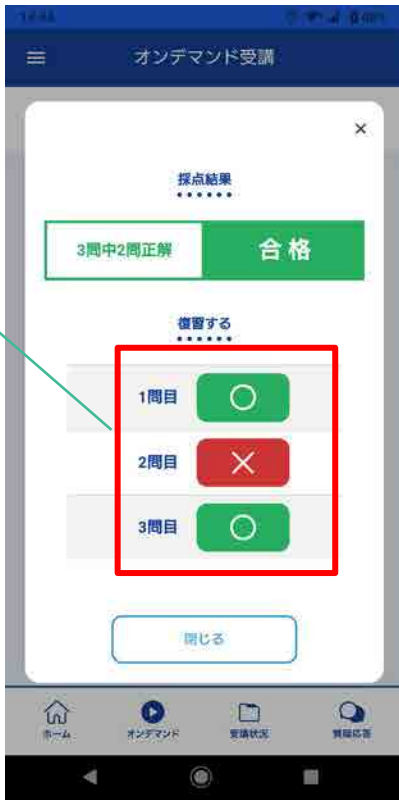 オンデマンド受講
×
採点結果
3問中2問正解 合格
復習する
1問目 ○
2問目 ×
3問目 ○
閉じる
ホーム オンデマンド 受講状況 質疑応答